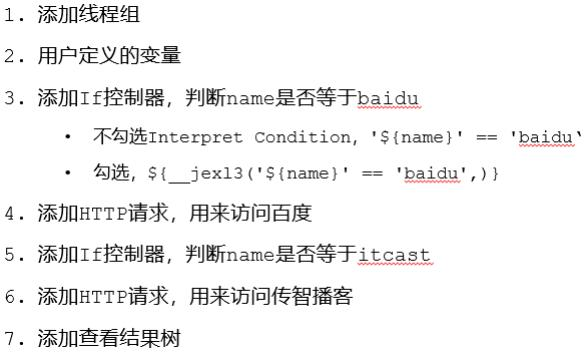 1. 添加线程组
2. 用户定义的变量
3. 添加If控制器，判断name是否等于baidu
• 不勾选Interpret Condition，'${name}' == 'baidu'
• 勾选，${__jexl3('${name}' == 'baidu',)}
4. 添加HTTP请求，用来访问百度
5. 添加If控制器，判断name是否等于itcast
6. 添加HTTP请求，用来访问传智播客
7. 添加查看结果树